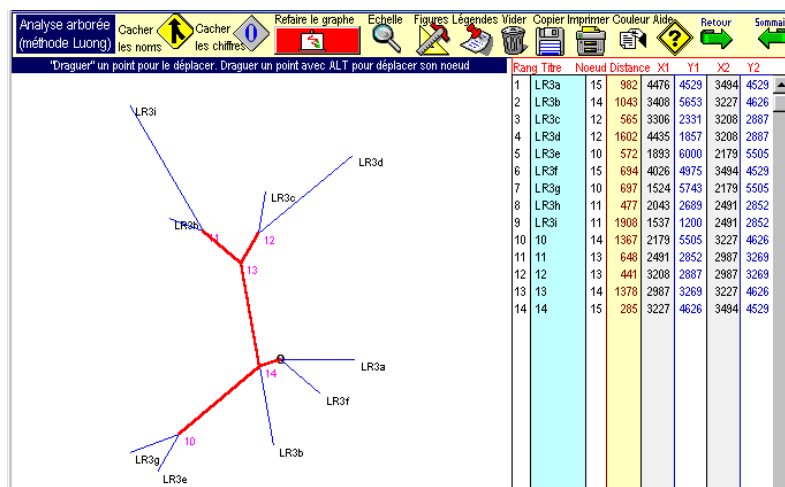 Analyse arborée
(méthode Luong)
Cacher
les noms
Cacher
les chiffres
0
Refaire le graphe
Echelle
Figures
Légendes
Vider
Copier
Imprimer
Couleur
Aide
?
Retour
Sommai
"Draguer" un point pour le déplacer. Draguer un point avec ALT pour déplacer son noeud
Rang Titre Noeud Distance X1 Y1 X2 Y2
1 LR3a 15 982 4476 4529 3494 4529
2 LR3b 14 1043 3408 5653 3227 4626
3 LR3c 12 565 3306 2331 3208 2887
4 LR3d 12 1602 4435 1857 3208 2887
5 LR3e 10 572 1893 6000 2179 5505
6 LR3f 15 694 4026 4975 3494 4529
7 LR3g 10 697 1524 5743 2179 5505
8 LR3h 11 477 2043 2689 2491 2852
9 LR3i 11 1908 1537 1200 2491 2852
10 10 14 1367 2179 5505 3227 4626
11 11 13 648 2491 2852 2987 3269
12 12 13 441 3208 2887 2987 3269
13 13 14 1378 2987 3269 3227 4626
14 14 15 285 3227 4626 3494 4529
LR3i
LR3d
LR3c
LR3h
11
12
13
LR3a
14
LR3f
10
LR3b
LR3g
LR3e